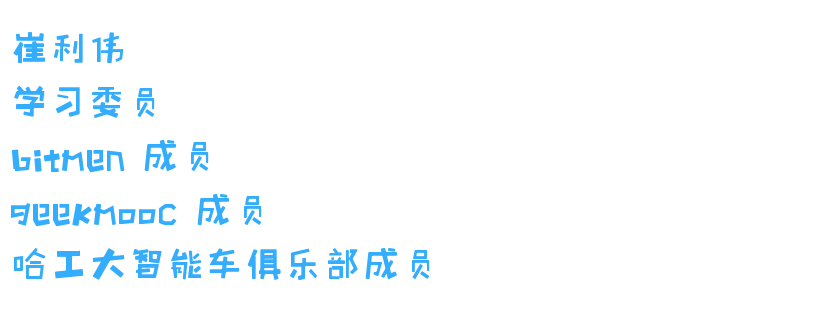 崔利伟
学习委员
bitmen 成员
geekmooc 成员
哈工大智能车俱乐部成员